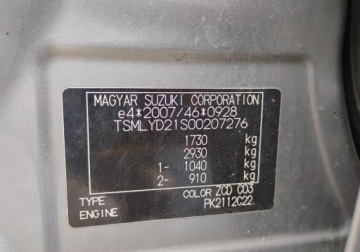 MAGYAR SUZUKI CORPORATION
e4*2007/46*0928
TSMLYD21S00207276
1730 kg
2930 kg
1- 1040 kg
2- 910 kg
TYPE COLOR ZCD C03
ENGINE PK2112C22.